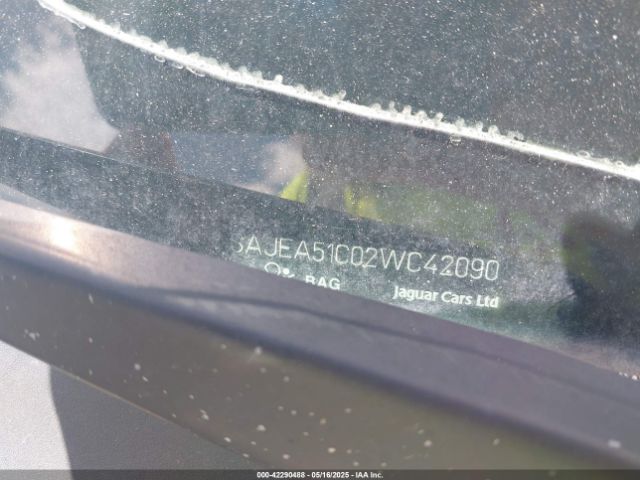 SAJEA51C02WC42090
BAG
Jaguar Cars Ltd
000-42290488 - 05/16/2025 - IAA Inc.